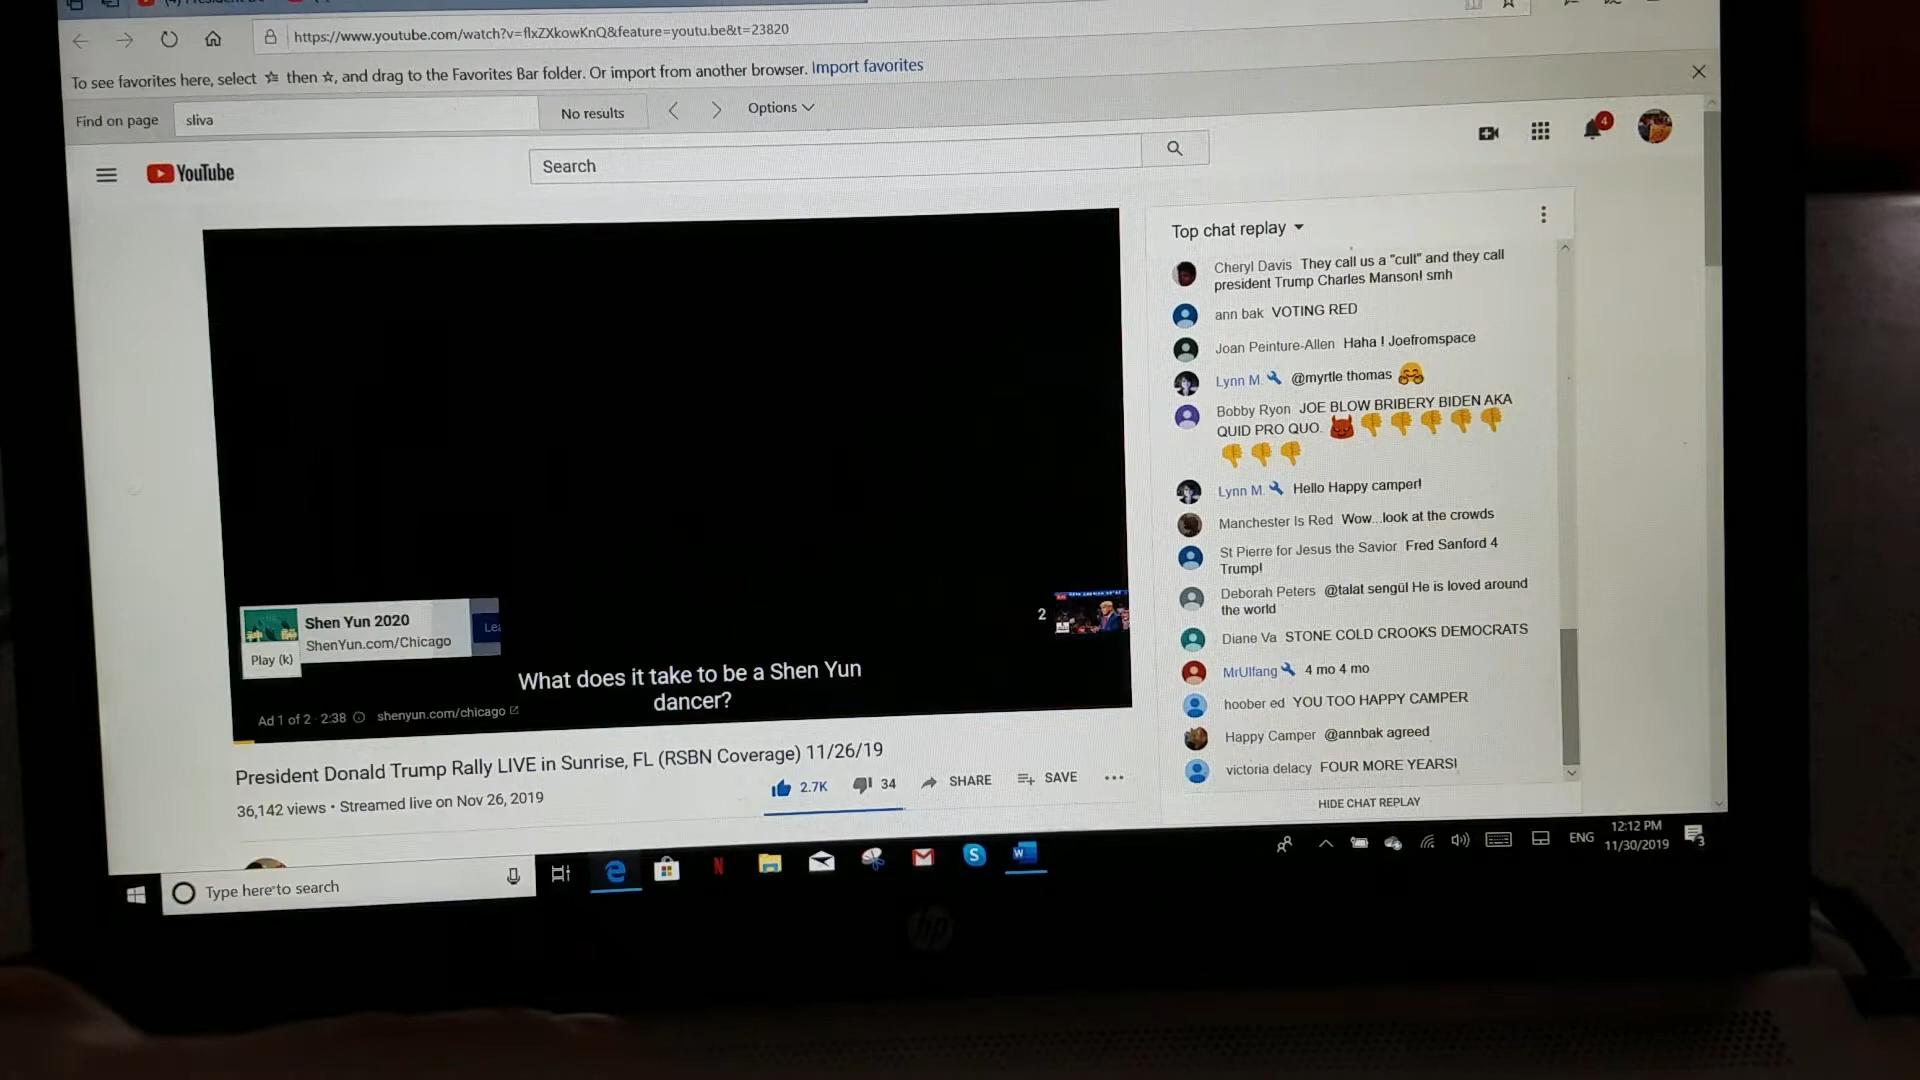 https://www.youtube.com/watch?v=flxZXkowKnQ&feature=youtu.be&t=23820
To see favorites here, select ☆ then ☆, and drag to the Favorites Bar folder. Or import from another browser. Import favorites
Find on page sliva No results Options
YouTube
Search
4
Top chat replay
Cheryl Davis They call us a "cult" and they call
president Trump Charles Manson! smh
ann bak VOTING RED
Joan Peinture-Allen Haha ! Joefromspace
Lynn M. @myrtle thomas
Bobby Ryon JOE BLOW BRIBERY BIDEN AKA
QUID PRO QUO.
Lynn M. Hello Happy camper!
Manchester Is Red Wow...look at the crowds
St Pierre for Jesus the Savior Fred Sanford 4
Trump!
Deborah Peters @talat sengül He is loved around
the world
Diane Va STONE COLD CROOKS DEMOCRATS
MrUlfang 4 mo 4 mo
hoober ed YOU TOO HAPPY CAMPER
Happy Camper @annbak agreed
victoria delacy FOUR MORE YEARS!
HIDE CHAT REPLAY
Shen Yun 2020
ShenYun.com/Chicago
Play (k)
2
What does it take to be a Shen Yun
dancer?
Ad 1 of 2 · 2:38 shenyun.com/chicago
President Donald Trump Rally LIVE in Sunrise, FL (RSBN Coverage) 11/26/19
36,142 views • Streamed live on Nov 26, 2019
2.7K 34 SHARE SAVE
Type here to search
ENG
12:12 PM
11/30/2019
3
hp